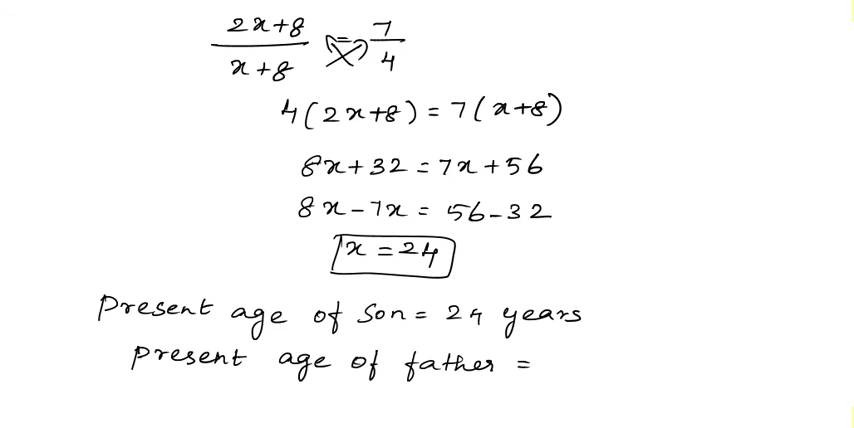 2x+8 / x+8 = 7/4
4(2x+8) = 7(x+8)
8x+32 = 7x+56
8x-7x = 56-32
x = 24
Present age of son = 24 years
Present age of father =